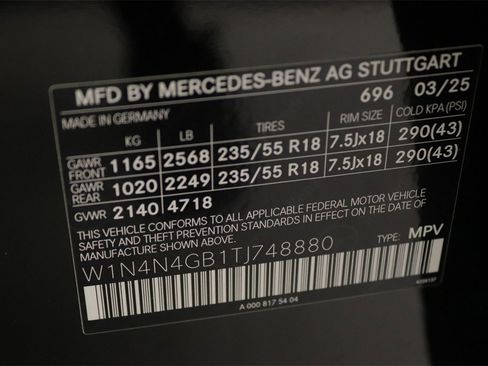 MFD BY MERCEDES-BENZ AG STUTTGART
MADE IN GERMANY 696 03/25
KG LB TIRES RIM SIZE COLD KPA (PSI)
GAWR FRONT 1165 2568 235/55 R18 7.5Jx18 290(43)
GAWR REAR 1020 2249 235/55 R18 7.5Jx18 290(43)
GVWR 2140 4718
THIS VEHICLE CONFORMS TO ALL APPLICABLE FEDERAL MOTOR VEHICLE
SAFETY AND THEFT PREVENTION STANDARDS IN EFFECT ON THE
DATE OF MANUFACTURE SHOWN ABOVE. TYPE: MPV
W1N4N4GB1TJ748880
A 000 817 54 04